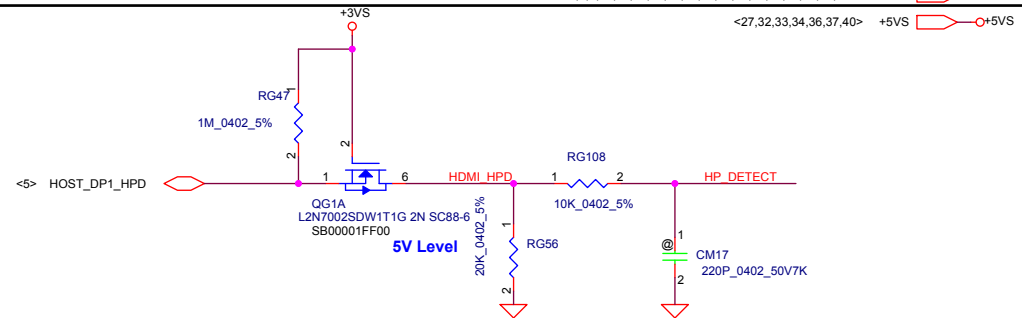 +3VS
<27,32,33,34,36,37,40> +5VS +5VS
RG47
1
1M_0402_5%
2
2
RG108
<5> HOST_DP1_HPD
1
6
HDMI_HPD
1
2
HP_DETECT
QG1A
L2N7002SDW1T1G 2N SC88-6
SB00001FF00
10K_0402_5%
5V Level
20K_0402_5%
1
RG56
2
@
1
CM17
220P_0402_50V7K
2